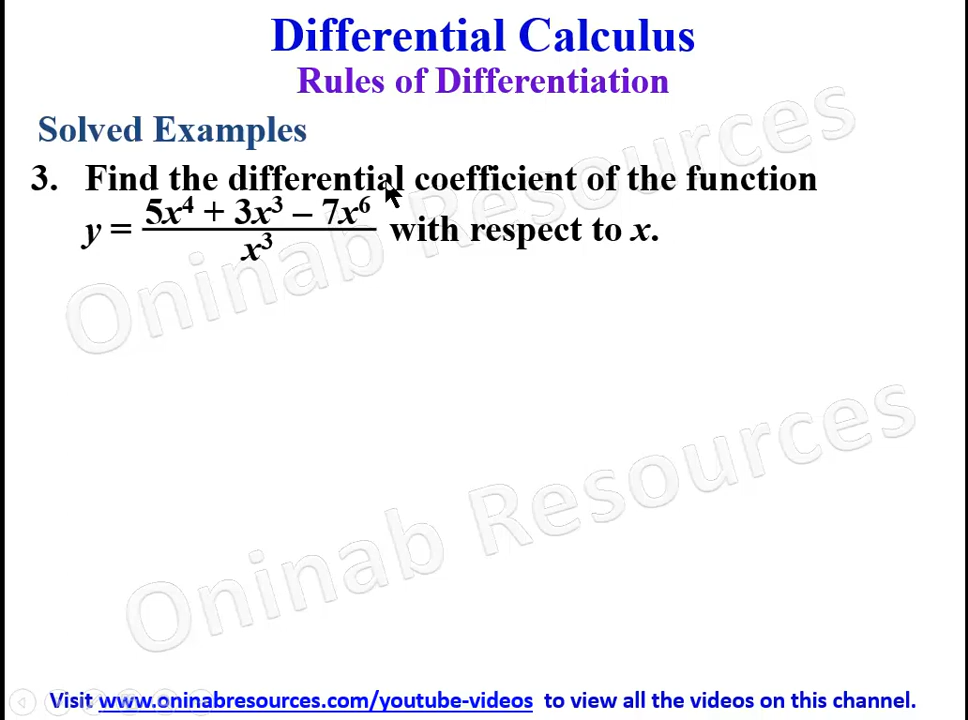 Differential Calculus
Rules of Differentiation
Solved Examples
3. Find the differential coefficient of the function
y = (5x⁴ + 3x³ – 7x⁶)/x³ with respect to x.
Oninab Resources
Oninab Resources
Visit www.oninabresources.com/youtube-videos to view all the videos on this channel.